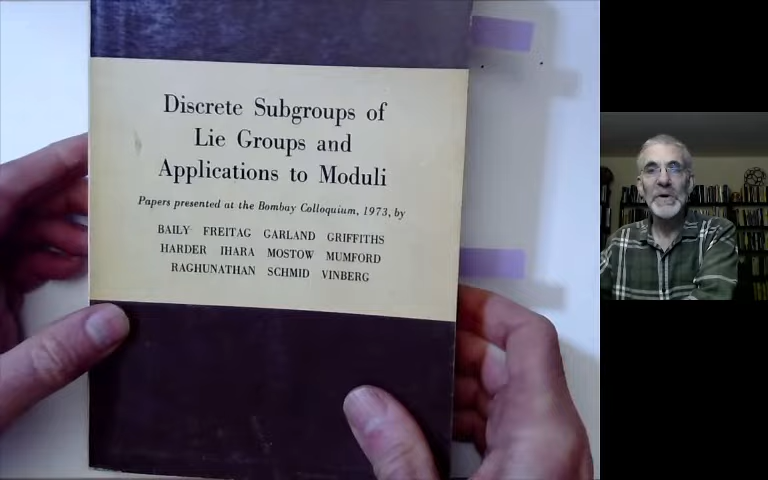 Discrete Subgroups of
Lie Groups and
Applications to Moduli
Papers presented at the Bombay Colloquium, 1973, by
BAILY FREITAG GARLAND GRIFFITHS
HARDER IHARA MOSTOW MUMFORD
RAGHUNATHAN SCHMID VINBERG